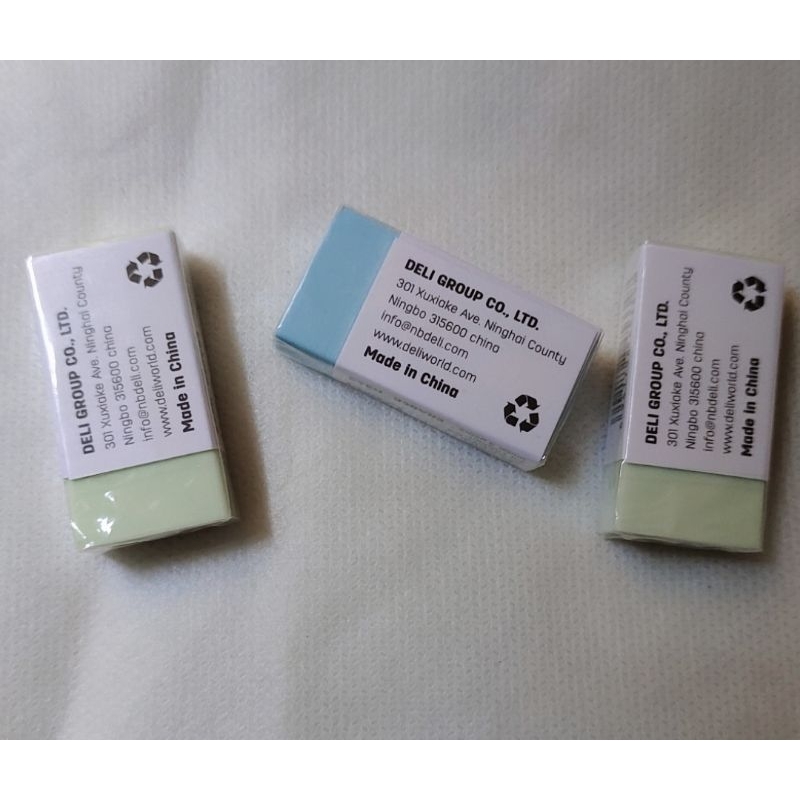 DELI GROUP CO., LTD.
301 Xuxiake Ave. Ninghai County
Ningbo 315600 china
info@nbdeli.com
www.deliworld.com
Made in China
DELI GROUP CO., LTD.
301 Xuxiake Ave. Ninghai County
Ningbo 315600 china
info@nbdeli.com
www.deliworld.com
Made in China
DELI GROUP CO., LTD.
301 Xuxiake Ave. Ninghai County
Ningbo 315600 china
info@nbdeli.com
www.deliworld.com
Made in China